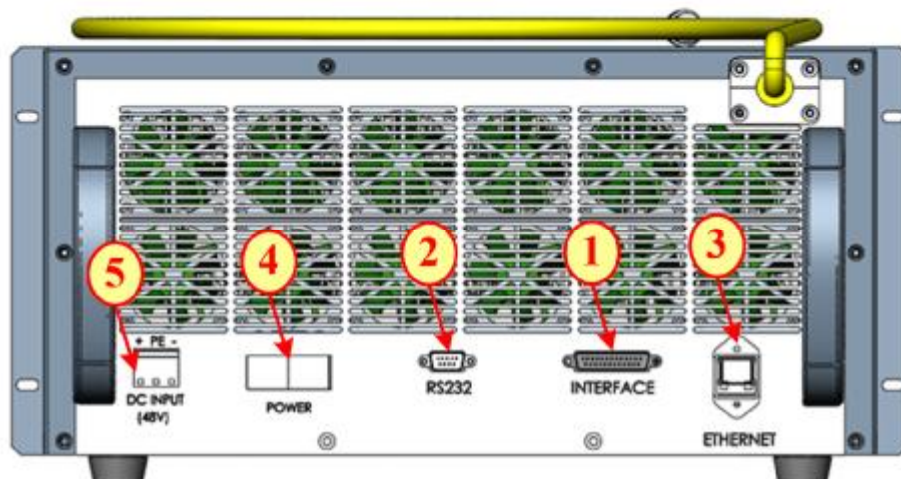 5
4
2
1
3
+ PE -
DC INPUT
(48V)
POWER
RS232
INTERFACE
ETHERNET